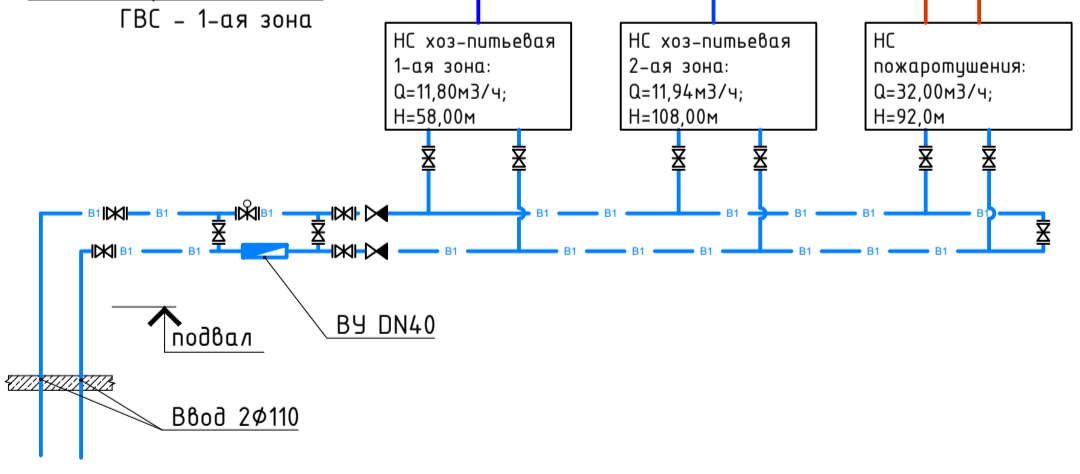 ГВС - 1-ая зона
НС хоз-питьевая
1-ая зона:
Q=11,80м3/ч;
Н=58,00м
НС хоз-питьевая
2-ая зона:
Q=11,94м3/ч;
Н=108,00м
НС
пожаротушения:
Q=32,00м3/ч;
Н=92,0м
В1 В1 В1 В1 В1 В1 В1 В1 В1
В1 В1 В1 В1 В1 В1 В1 В1 В1
ВУ DN40
подвал
Ввод 2Ф110